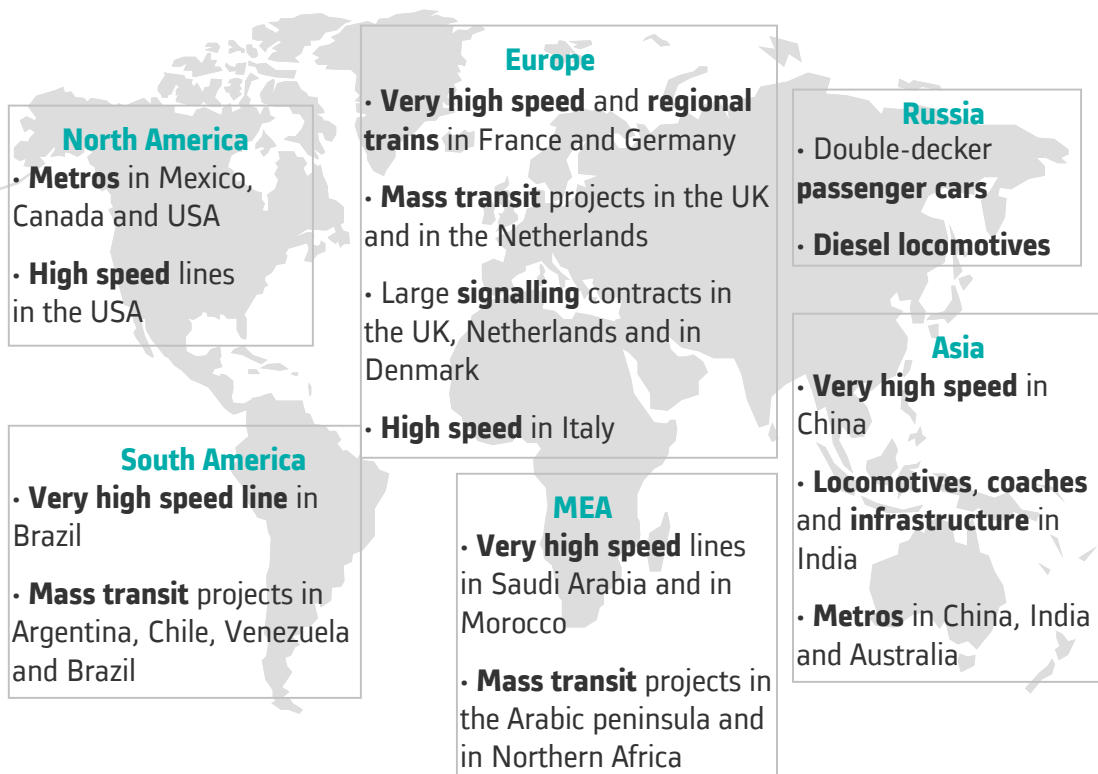 North America
· Metros in Mexico,
Canada and USA
· High speed lines
in the USA
South America
· Very high speed line in
Brazil
· Mass transit projects in
Argentina, Chile, Venezuela
and Brazil
Europe
· Very high speed and regional
trains in France and Germany
· Mass transit projects in the UK
and in the Netherlands
· Large signalling contracts in
the UK, Netherlands and in
Denmark
· High speed in Italy
MEA
· Very high speed lines
in Saudi Arabia and in
Morocco
· Mass transit projects in
the Arabic peninsula and
in Northern Africa
Russia
· Double-decker
passenger cars
· Diesel locomotives
Asia
· Very high speed in
China
· Locomotives, coaches
and infrastructure in
India
· Metros in China, India
and Australia